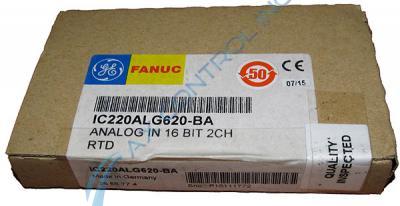 GE FANUC
50
CE
07/15
IC220ALG620-BA
ANALOG IN 16 BIT 2CH
RTD
IC220ALG620-BA
Made in Germany
QUALITY
INSPECTED